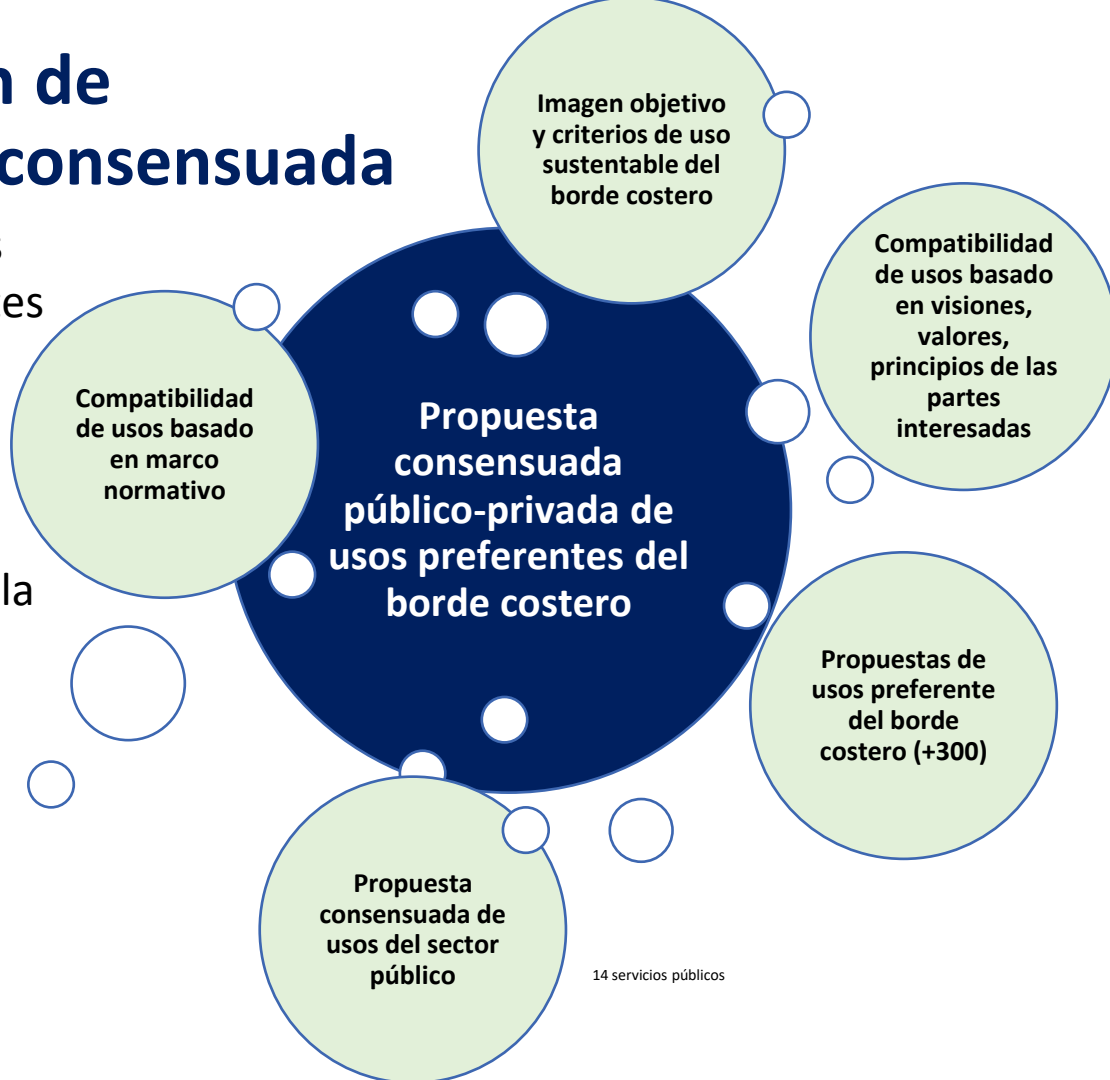 n de
consensuada
s
es
la
Imagen objetivo
y criterios de uso
sustentable del
borde costero
Compatibilidad
de usos basado
en visiones,
valores,
principios de las
partes
interesadas
Compatibilidad
de usos basado
en marco
normativo
Propuesta
consensuada
público-privada de
usos preferentes del
borde costero
Propuestas de
usos preferente
del borde
costero (+300)
Propuesta
consensuada de
usos del sector
público
14 servicios públicos